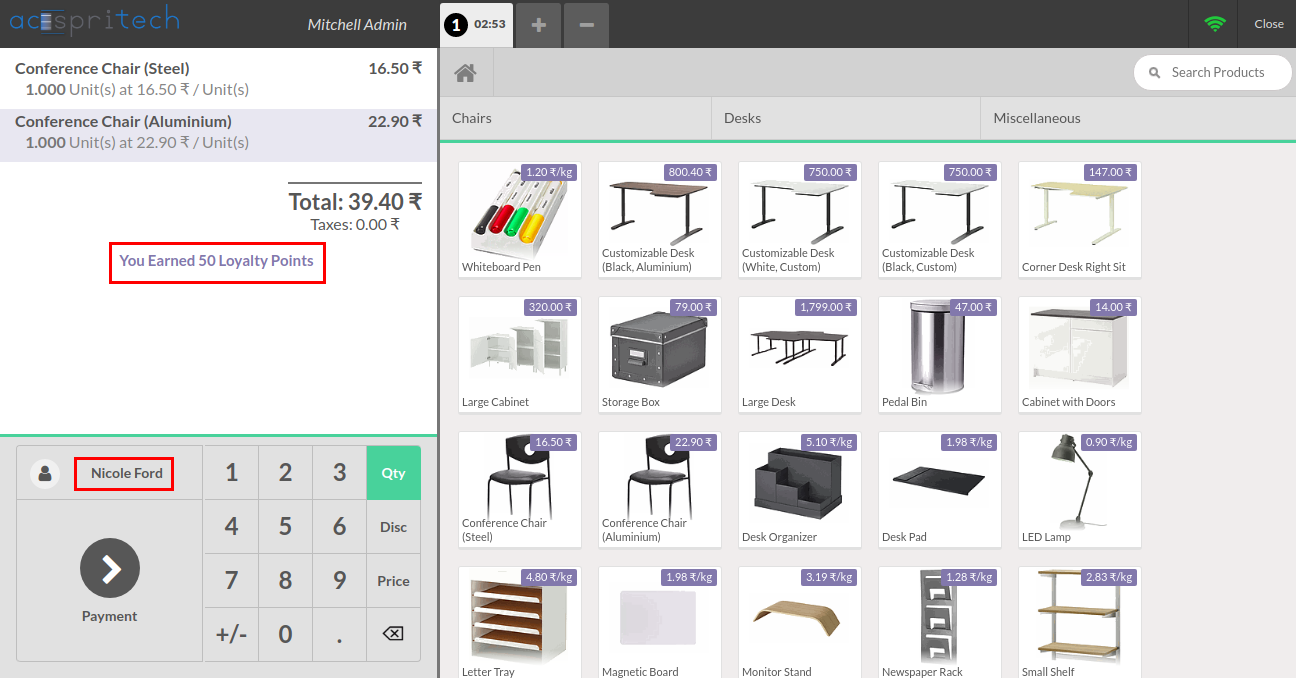 acespritech
Mitchell Admin
1 02:53
+
−
Close
Conference Chair (Steel) 16.50 ₹
1.000 Unit(s) at 16.50 ₹ / Unit(s)
Conference Chair (Aluminium) 22.90 ₹
1.000 Unit(s) at 22.90 ₹ / Unit(s)
Total: 39.40 ₹
Taxes: 0.00 ₹
You Earned 50 Loyalty Points
Nicole Ford
Payment
1 2 3 Qty
4 5 6 Disc
7 8 9 Price
+/- 0 .
Search Products
Chairs Desks Miscellaneous
1.20 ₹/kg
Whiteboard Pen
800.40 ₹
Customizable Desk
(Black, Aluminium)
750.00 ₹
Customizable Desk
(White, Custom)
750.00 ₹
Customizable Desk
(Black, Custom)
147.00 ₹
Corner Desk Right Sit
320.00 ₹
Large Cabinet
79.00 ₹
Storage Box
1,799.00 ₹
Large Desk
47.00 ₹
Pedal Bin
14.00 ₹
Cabinet with Doors
16.50 ₹
Conference Chair
(Steel)
22.90 ₹
Conference Chair
(Aluminium)
5.10 ₹/kg
Desk Organizer
1.98 ₹/kg
Desk Pad
0.90 ₹/kg
LED Lamp
4.80 ₹/kg
Letter Tray
1.98 ₹/kg
Magnetic Board
3.19 ₹/kg
Monitor Stand
1.28 ₹/kg
Newspaper Rack
2.83 ₹/kg
Small Shelf